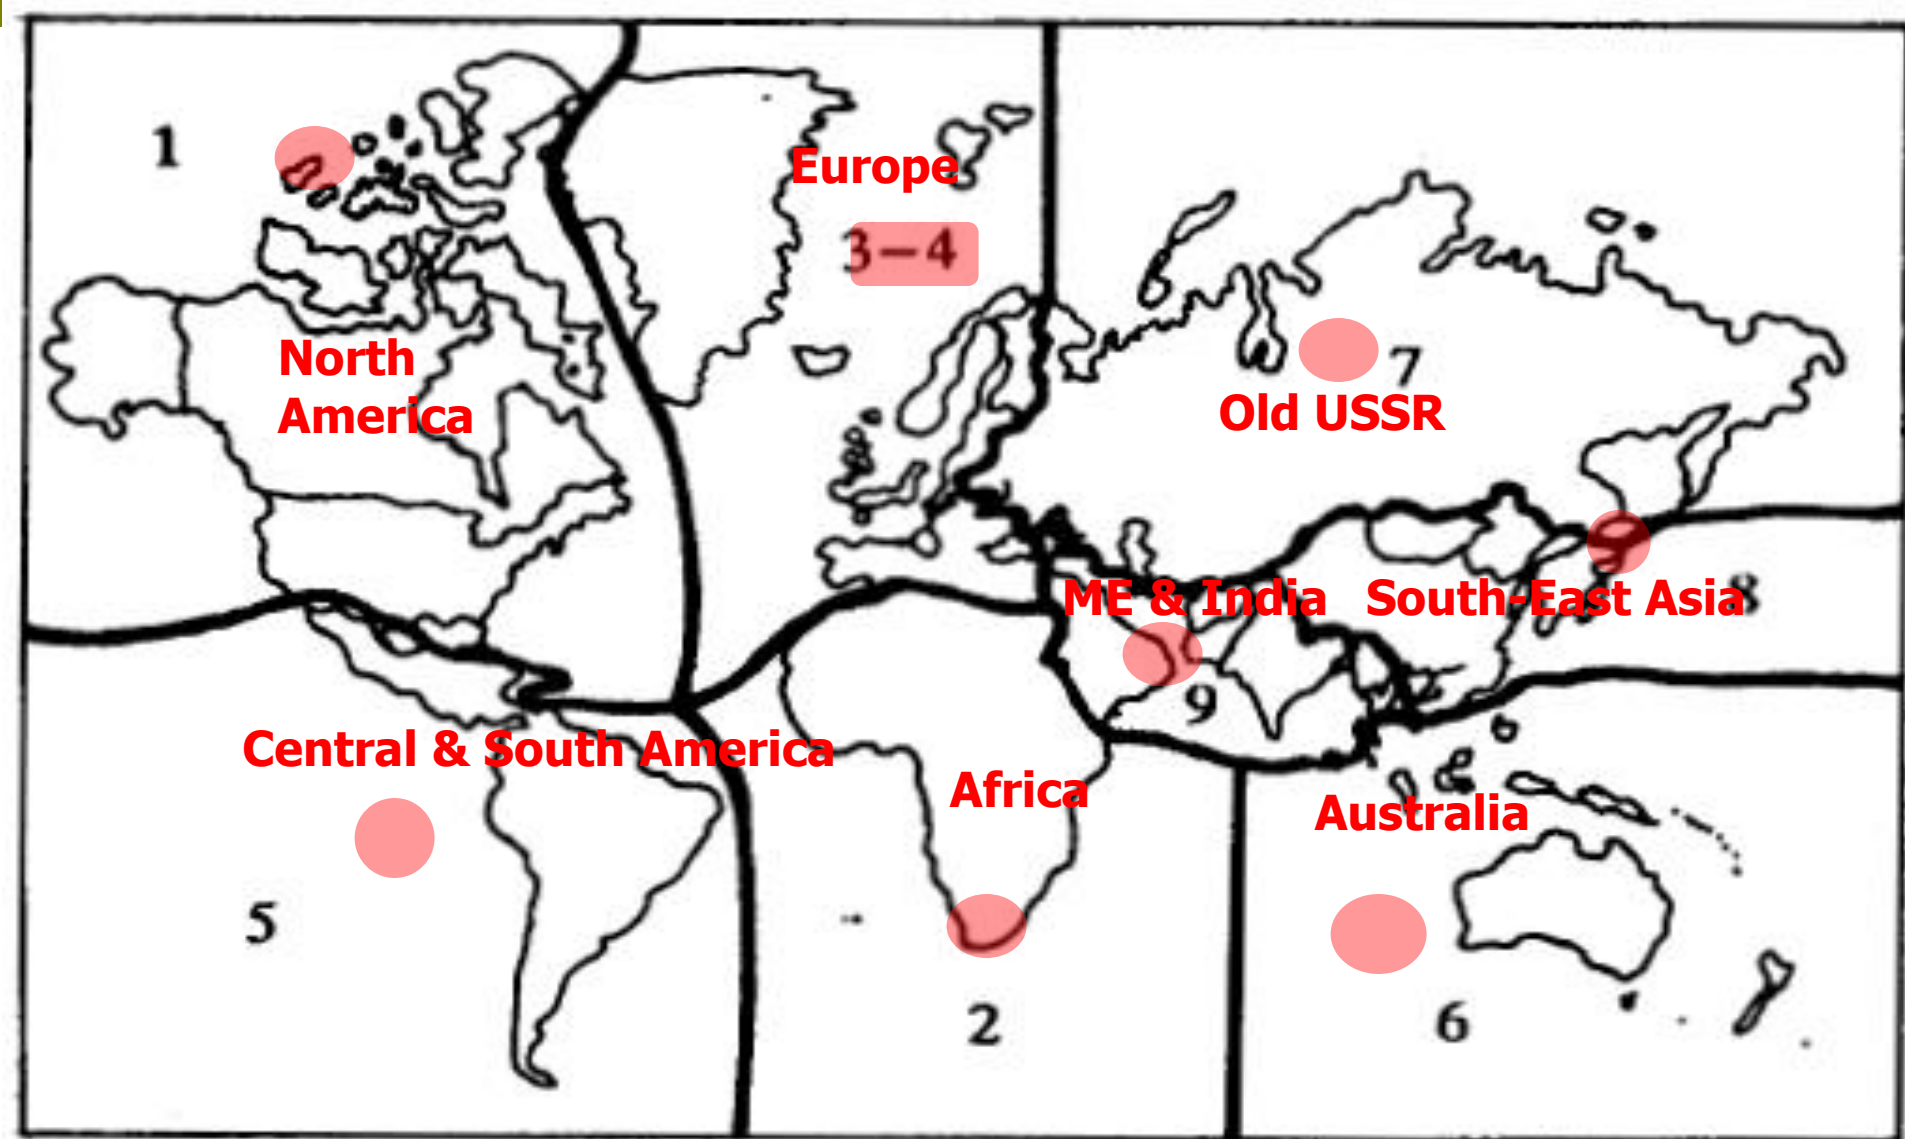 1
Europe
3-4
North
America
7
Old USSR
ME & India
South-East Asia
8
9
Central & South America
Africa
Australia
5
2
6